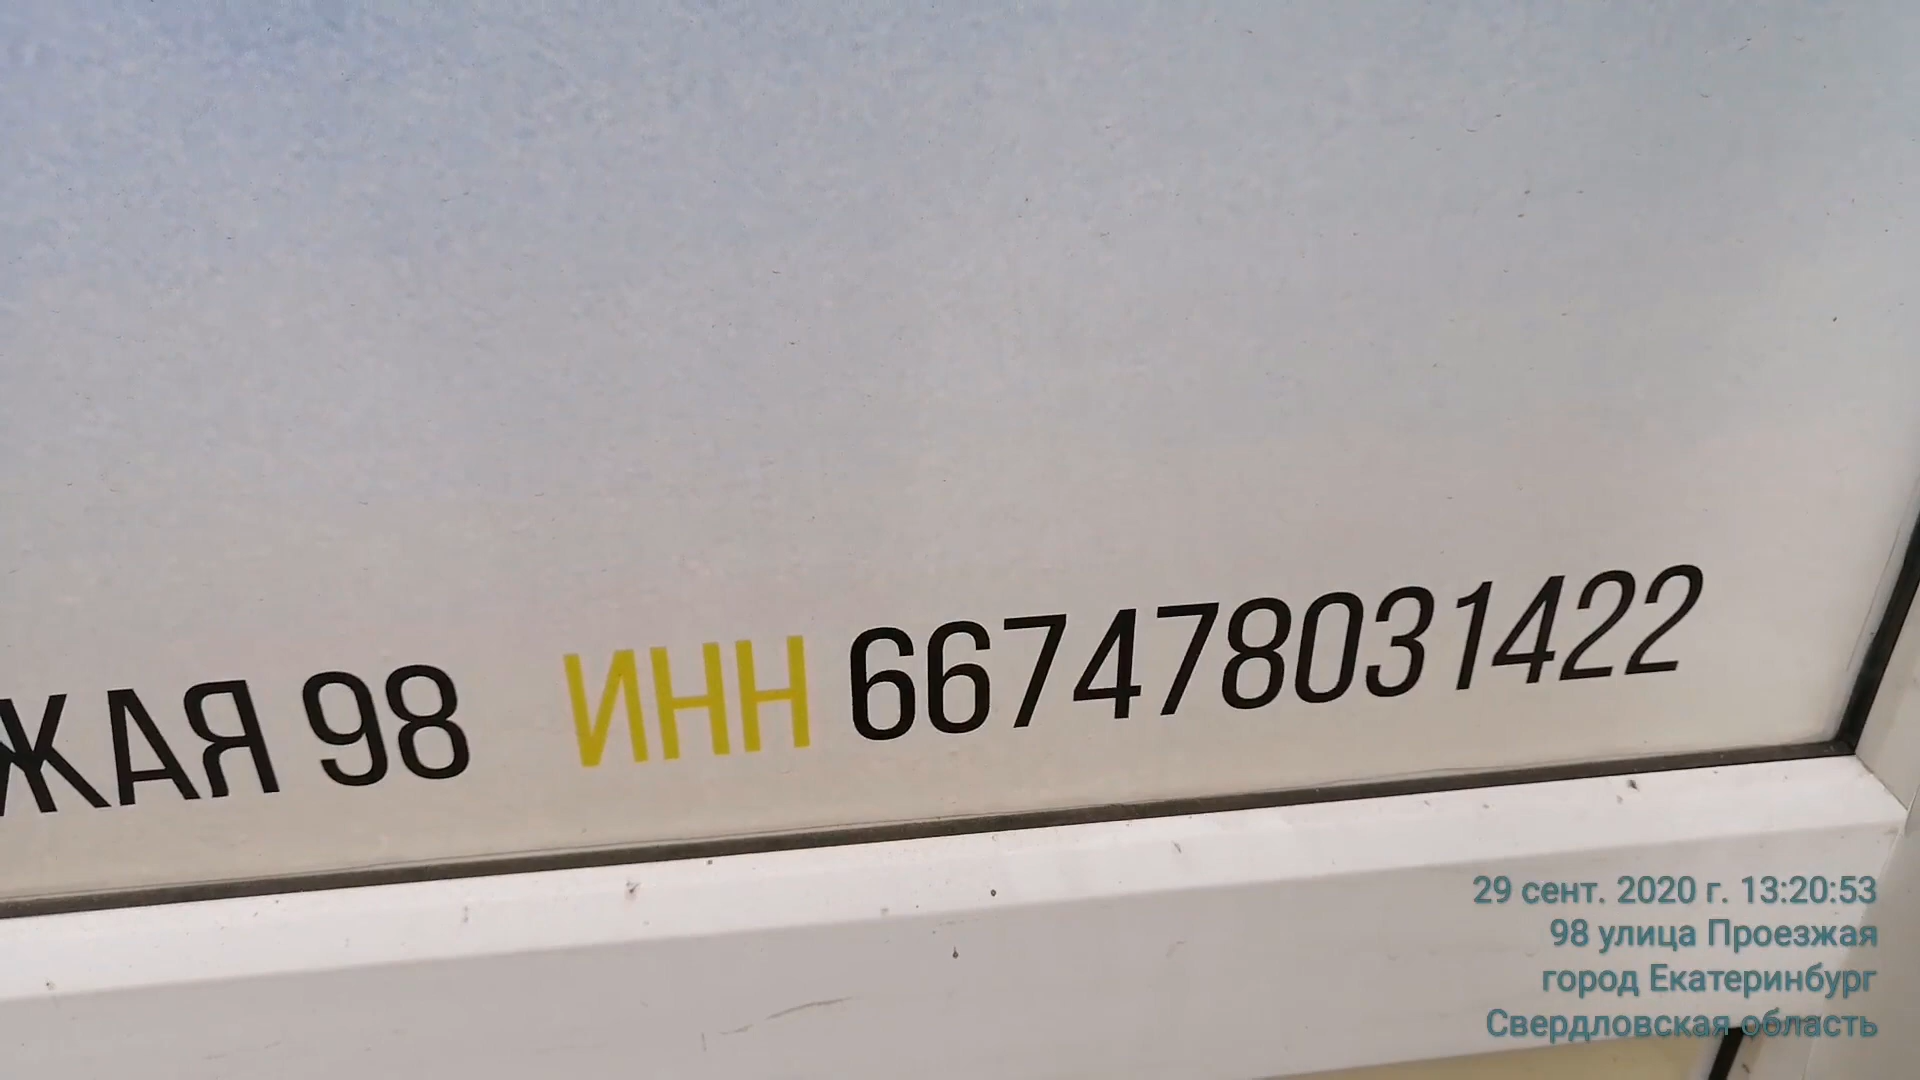 ЖАЯ 98 ИНН 667478031422
29 сент. 2020 г. 13:20:53
98 улица Проезжая
город Екатеринбург
Свердловская область